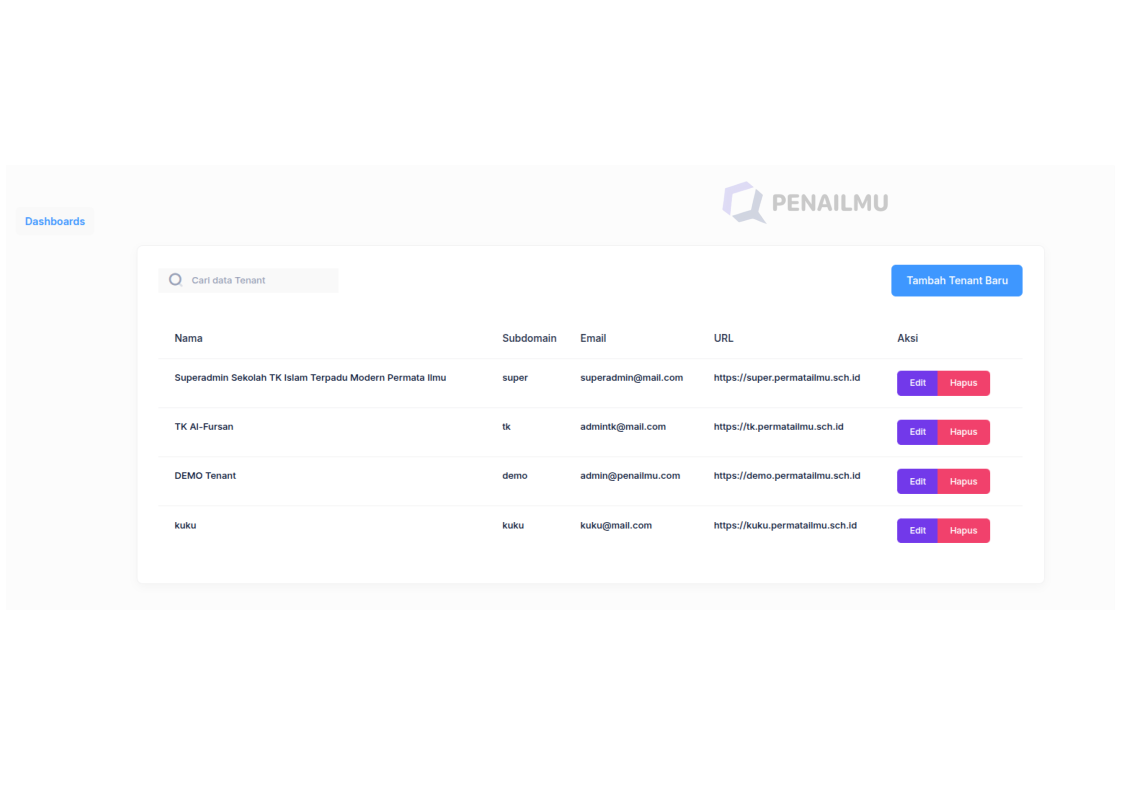 PENAILMU
Dashboards
Cari data Tenant
Tambah Tenant Baru
Nama Subdomain Email URL Aksi
Superadmin Sekolah TK Islam Terpadu Modern Permata Ilmu super superadmin@mail.com https://super.permatailmu.sch.id Edit Hapus
TK Al-Fursan tk admintk@mail.com https://tk.permatailmu.sch.id Edit Hapus
DEMO Tenant demo admin@penailmu.com https://demo.permatailmu.sch.id Edit Hapus
kuku kuku kuku@mail.com https://kuku.permatailmu.sch.id Edit Hapus